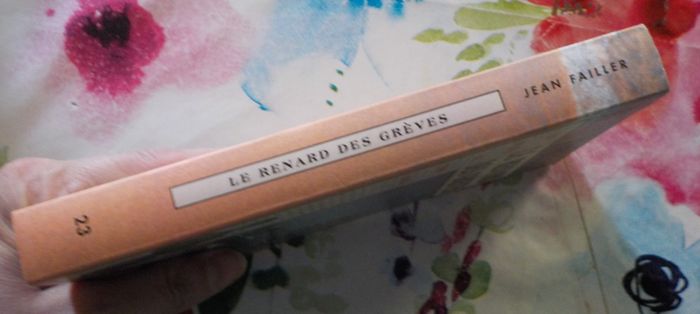 23
LE RENARD DES GRÈVES
JEAN FAILLER